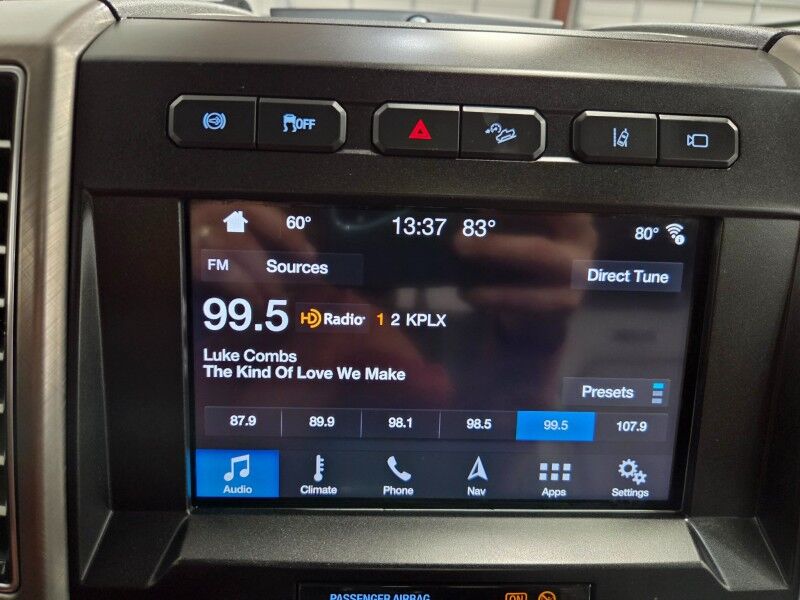 OFF
60° 13:37 83° 80°
FM Sources Direct Tune
99.5 HD Radio 1 2 KPLX
Luke Combs
The Kind Of Love We Make
Presets
87.9 89.9 98.1 98.5 99.5 107.9
Audio Climate Phone Nav Apps Settings
PASSENGER AIRBAG ON